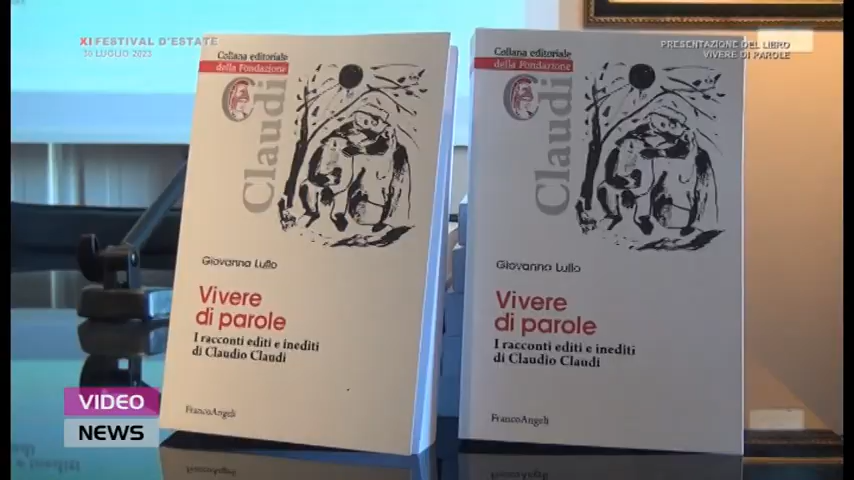 XI FESTIVAL D'ESTATE
30 LUGLIO 2023
PRESENTAZIONE DEL LIBRO
VIVERE DI PAROLE
Collana editoriale
della Fondazione
Claudi
Giovanna Lullo
Vivere
di parole
I racconti editi e inediti
di Claudio Claudi
FrancoAngeli
Collana editoriale
della Fondazione
Claudi
Giovanna Lullo
Vivere
di parole
I racconti editi e inediti
di Claudio Claudi
FrancoAngeli
VIDEO
NEWS